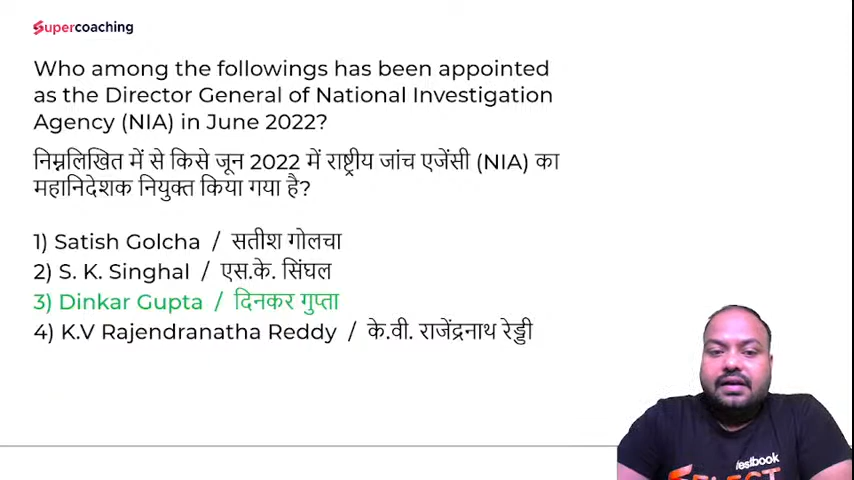 Supercoaching
Who among the followings has been appointed
as the Director General of National Investigation
Agency (NIA) in June 2022?
निम्नलिखित में से किसे जून 2022 में राष्ट्रीय जांच एजेंसी (NIA) का
महानिदेशक नियुक्त किया गया है?
1) Satish Golcha / सतीश गोलचा
2) S. K. Singhal / एस.के. सिंघल
3) Dinkar Gupta / दिनकर गुप्ता
4) K.V Rajendranatha Reddy / के.वी. राजेंद्रनाथ रेड्डी
testbook
SELECT